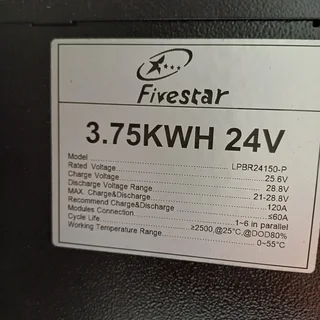 Fivestar
3.75KWH 24V
Model LPBR24150-P
Rated Voltage 25.6V
Charge Voltage 28.8V
Discharge Voltage Range 21-28.8V
MAX. Charge&Discharge 120A
Recommend Charge&Discharge ≤60A
Modules Connection 1~6 in parallel
Cycle Life ≥2500,@25°C,@DOD80%
Working Temperature Range 0~55°C